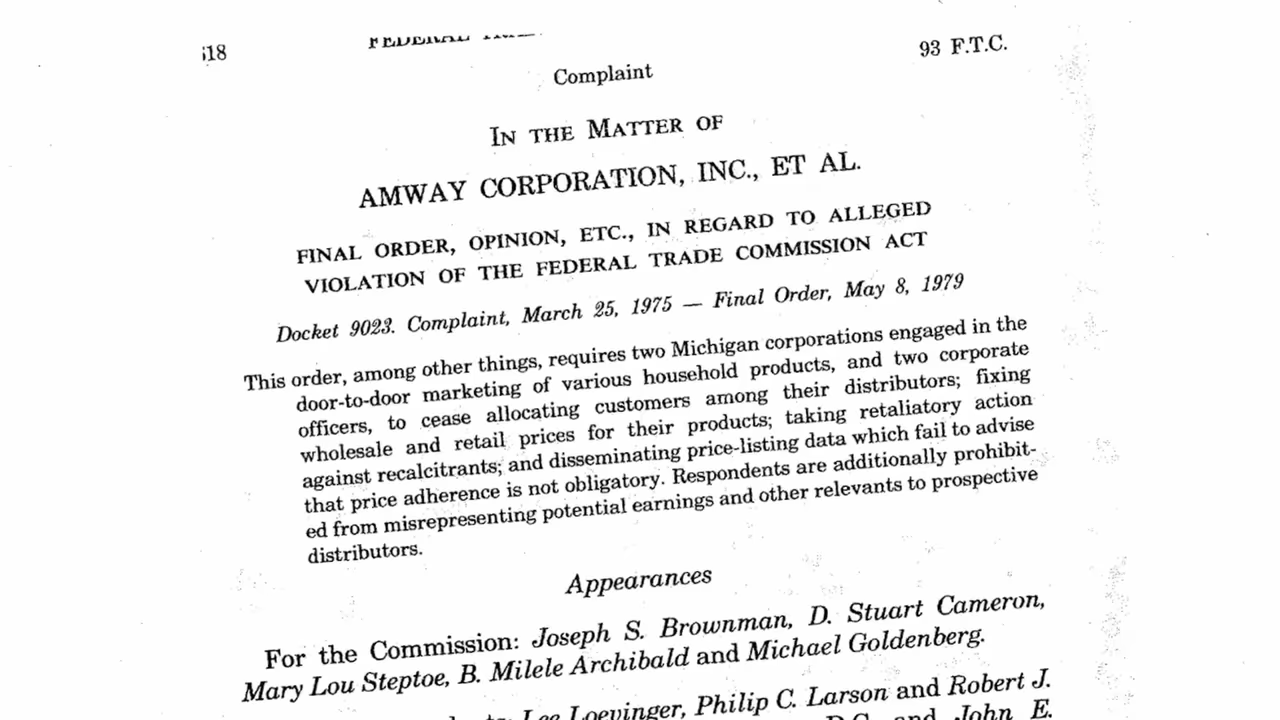 93 F.T.C.
Complaint
IN THE MATTER OF
AMWAY CORPORATION, INC., ET AL.
FINAL ORDER, OPINION, ETC., IN REGARD TO ALLEGED
VIOLATION OF THE FEDERAL TRADE COMMISSION ACT
Docket 9023. Complaint, March 25, 1975 — Final Order, May 8, 1979
This order, among other things, requires two Michigan corporations engaged in the
door-to-door marketing of various household products, and two corporate
officers, to cease allocating customers among their distributors; fixing
wholesale and retail prices for their products; taking retaliatory action
against recalcitrants; and disseminating price-listing data which fail to advise
that price adherence is not obligatory. Respondents are additionally prohibit-
ed from misrepresenting potential earnings and other relevants to prospective
distributors.
Appearances
For the Commission: Joseph S. Brownman, D. Stuart Cameron,
Mary Lou Steptoe, B. Milele Archibald and Michael Goldenberg.
Lee Loevinger, Philip C. Larson and Robert J.
D.C., and John E.